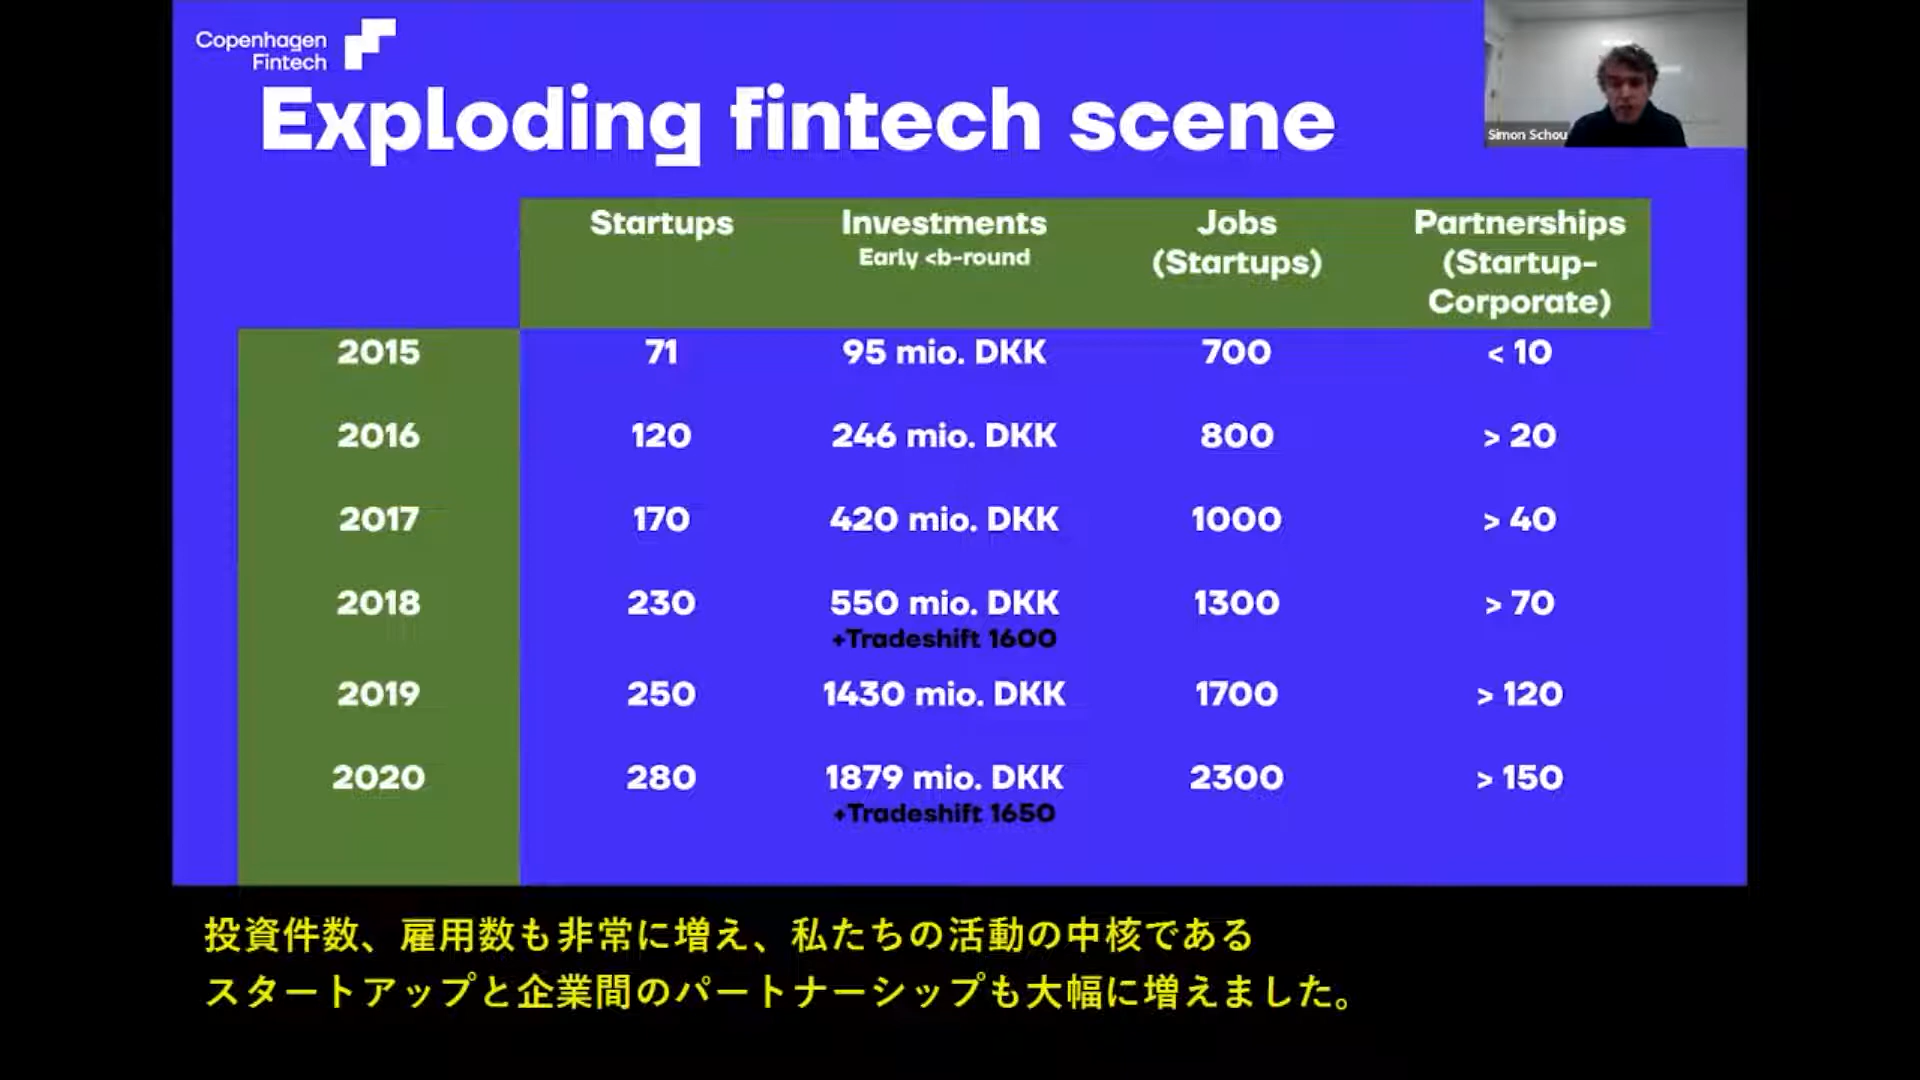 Copenhagen
Fintech
Exploding fintech scene
Simon Schou
Startups Investments Jobs Partnerships
Early <b-round (Startups) (Startup-
Corporate)
2015 71 95 mio. DKK 700 < 10
2016 120 246 mio. DKK 800 > 20
2017 170 420 mio. DKK 1000 > 40
2018 230 550 mio. DKK 1300 > 70
+Tradeshift 1600
2019 250 1430 mio. DKK 1700 > 120
2020 280 1879 mio. DKK 2300 > 150
+Tradeshift 1650
投資件数、雇用数も非常に増え、私たちの活動の中核である
スタートアップと企業間のパートナーシップも大幅に増えました。